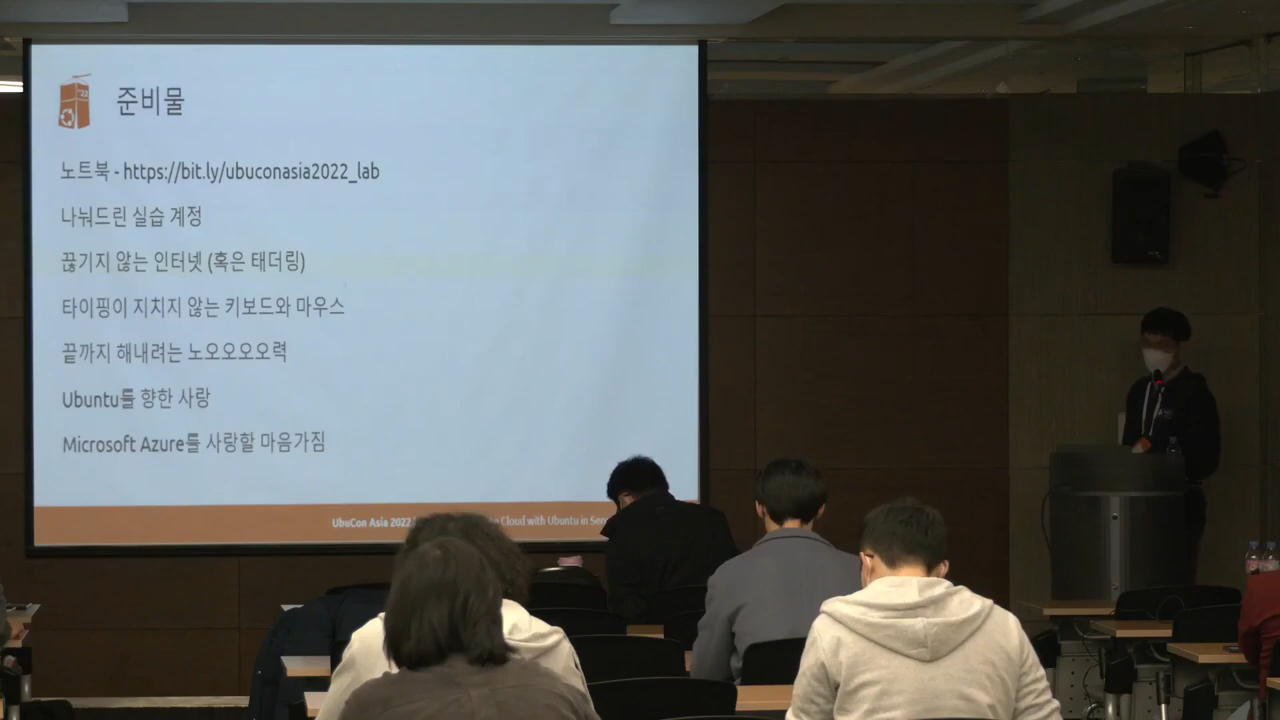 '22
준비물
노트북 - https://bit.ly/ubuconasia2022_lab
나눠드린 실습 계정
끊기지 않는 인터넷 (혹은 태더링)
타이핑이 지치지 않는 키보드와 마우스
끝까지 해내려는 노오오오오력
Ubuntu를 향한 사랑
Microsoft Azure를 사랑할 마음가짐
UbuCon Asia 2022 Cloud with Ubuntu in